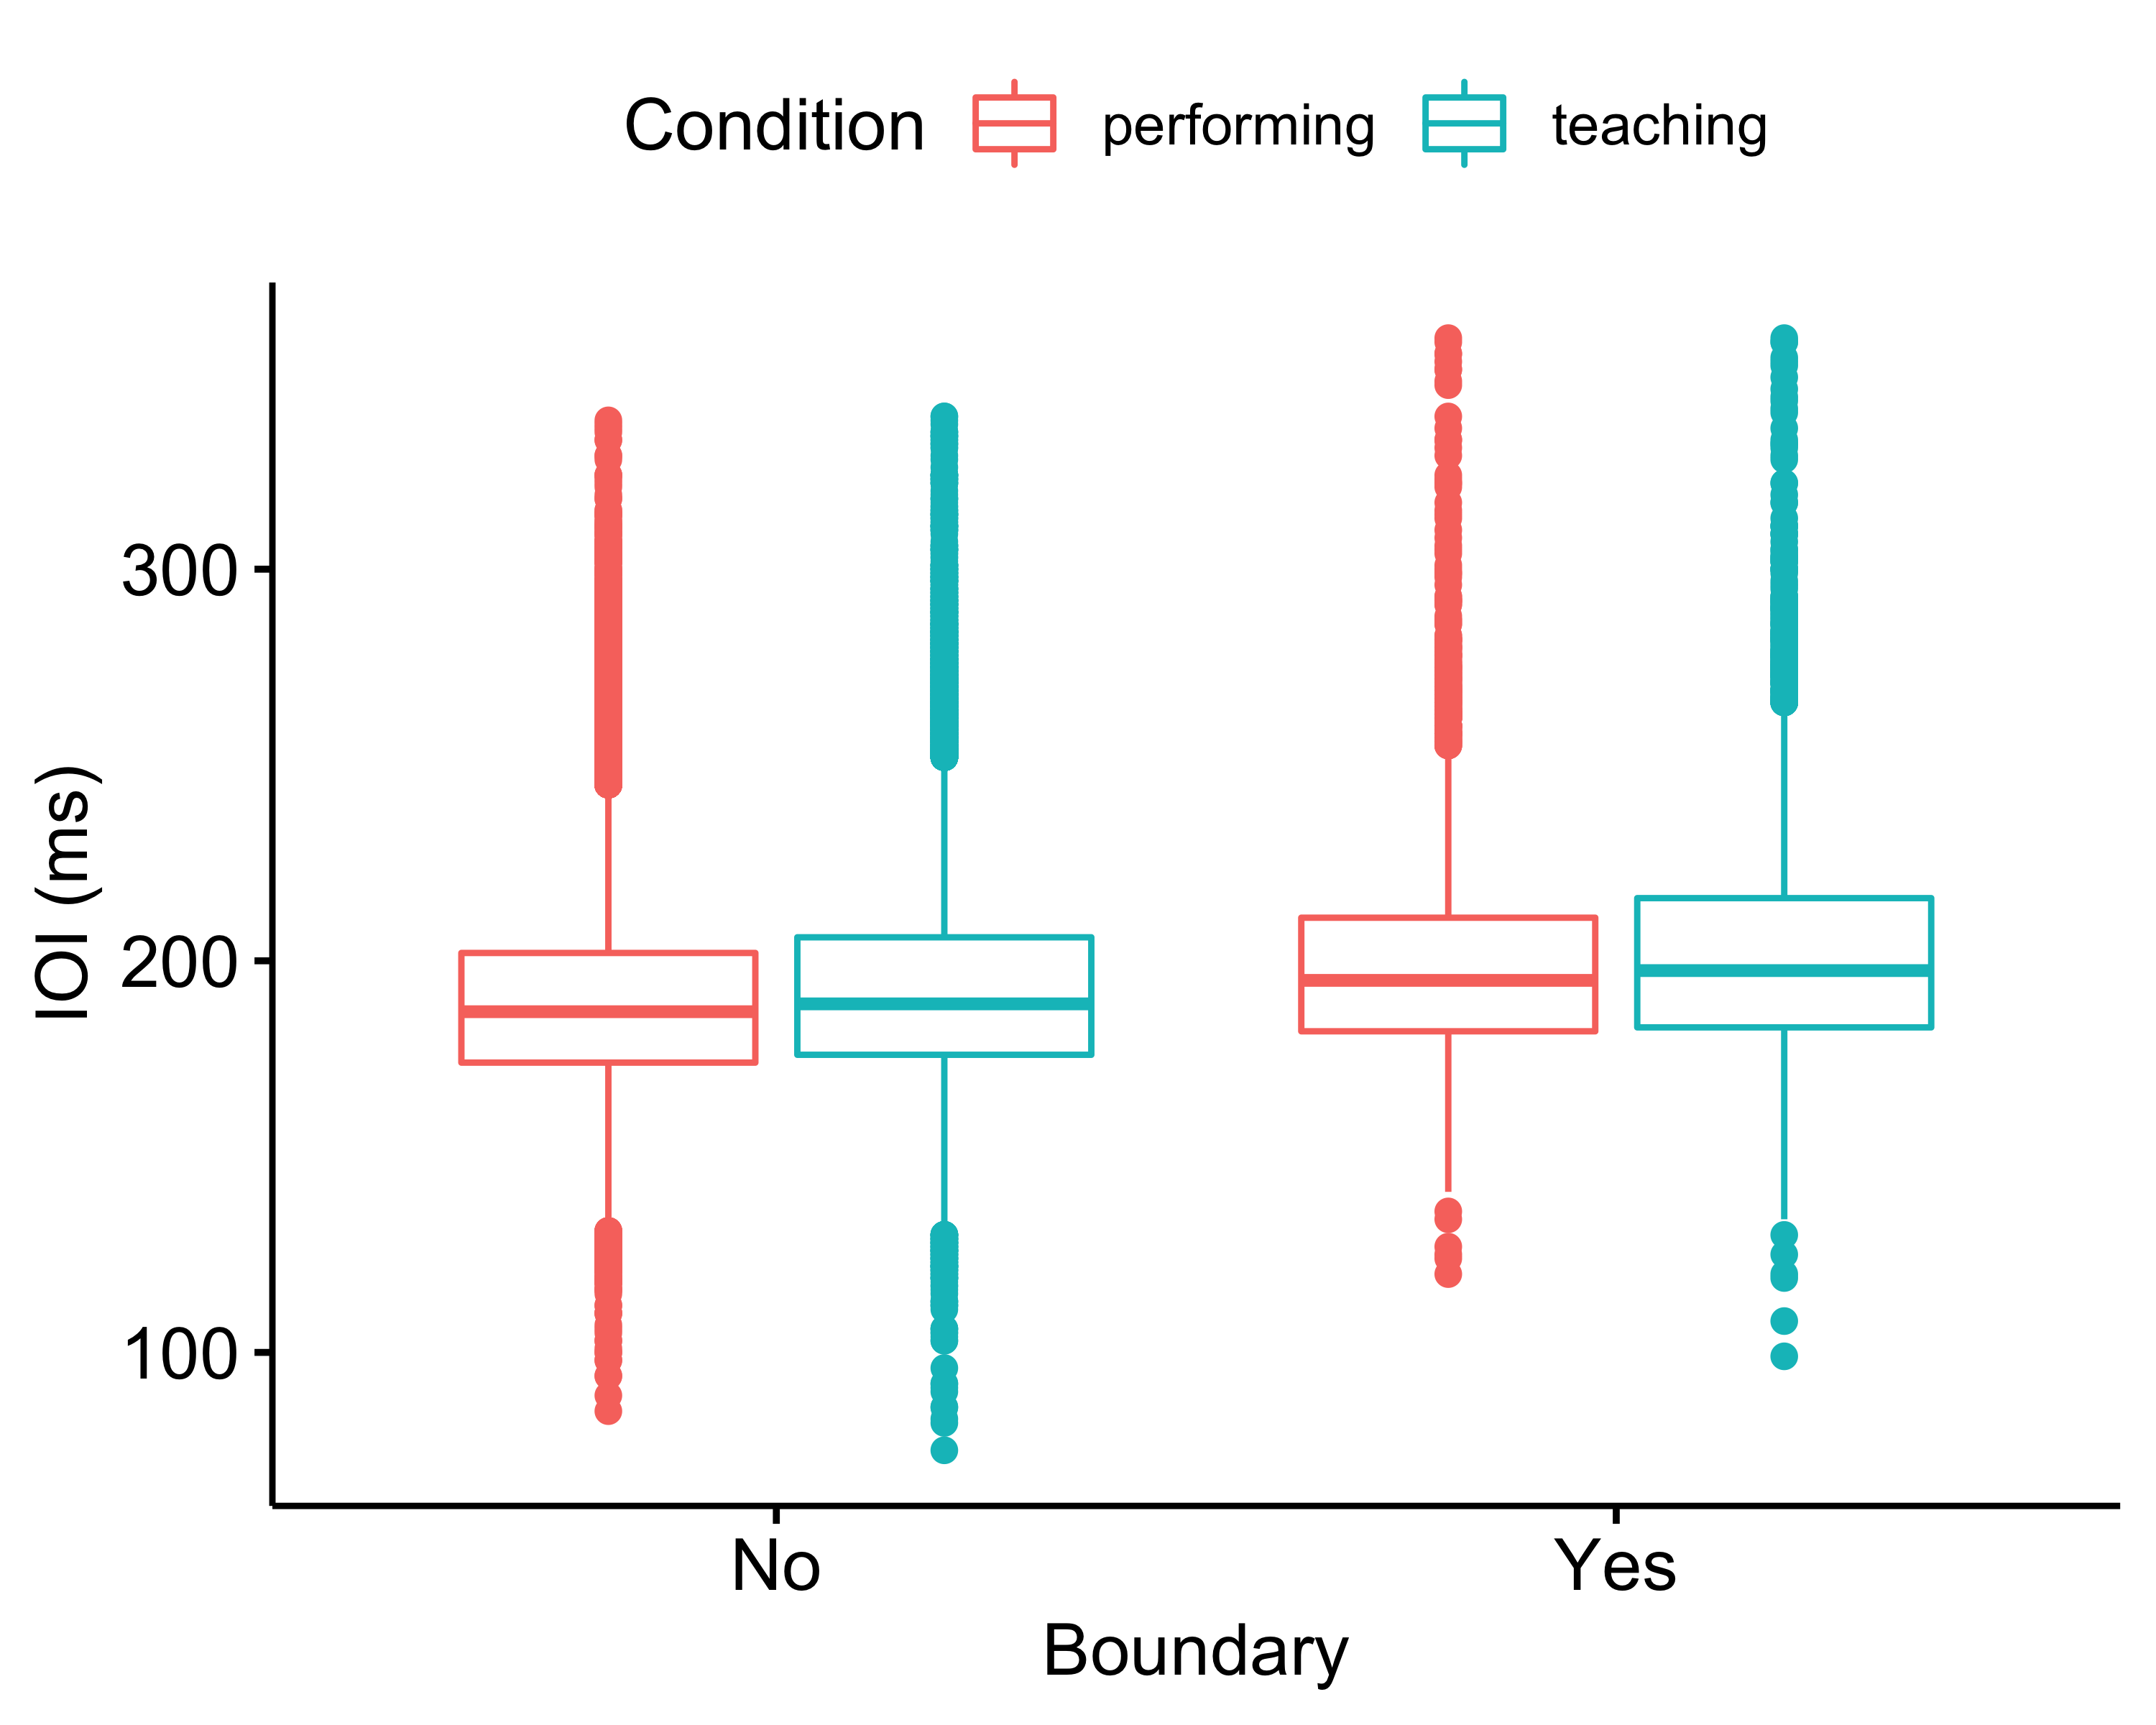 Condition performing teaching
IOI (ms)
300
200
100
No Yes
Boundary